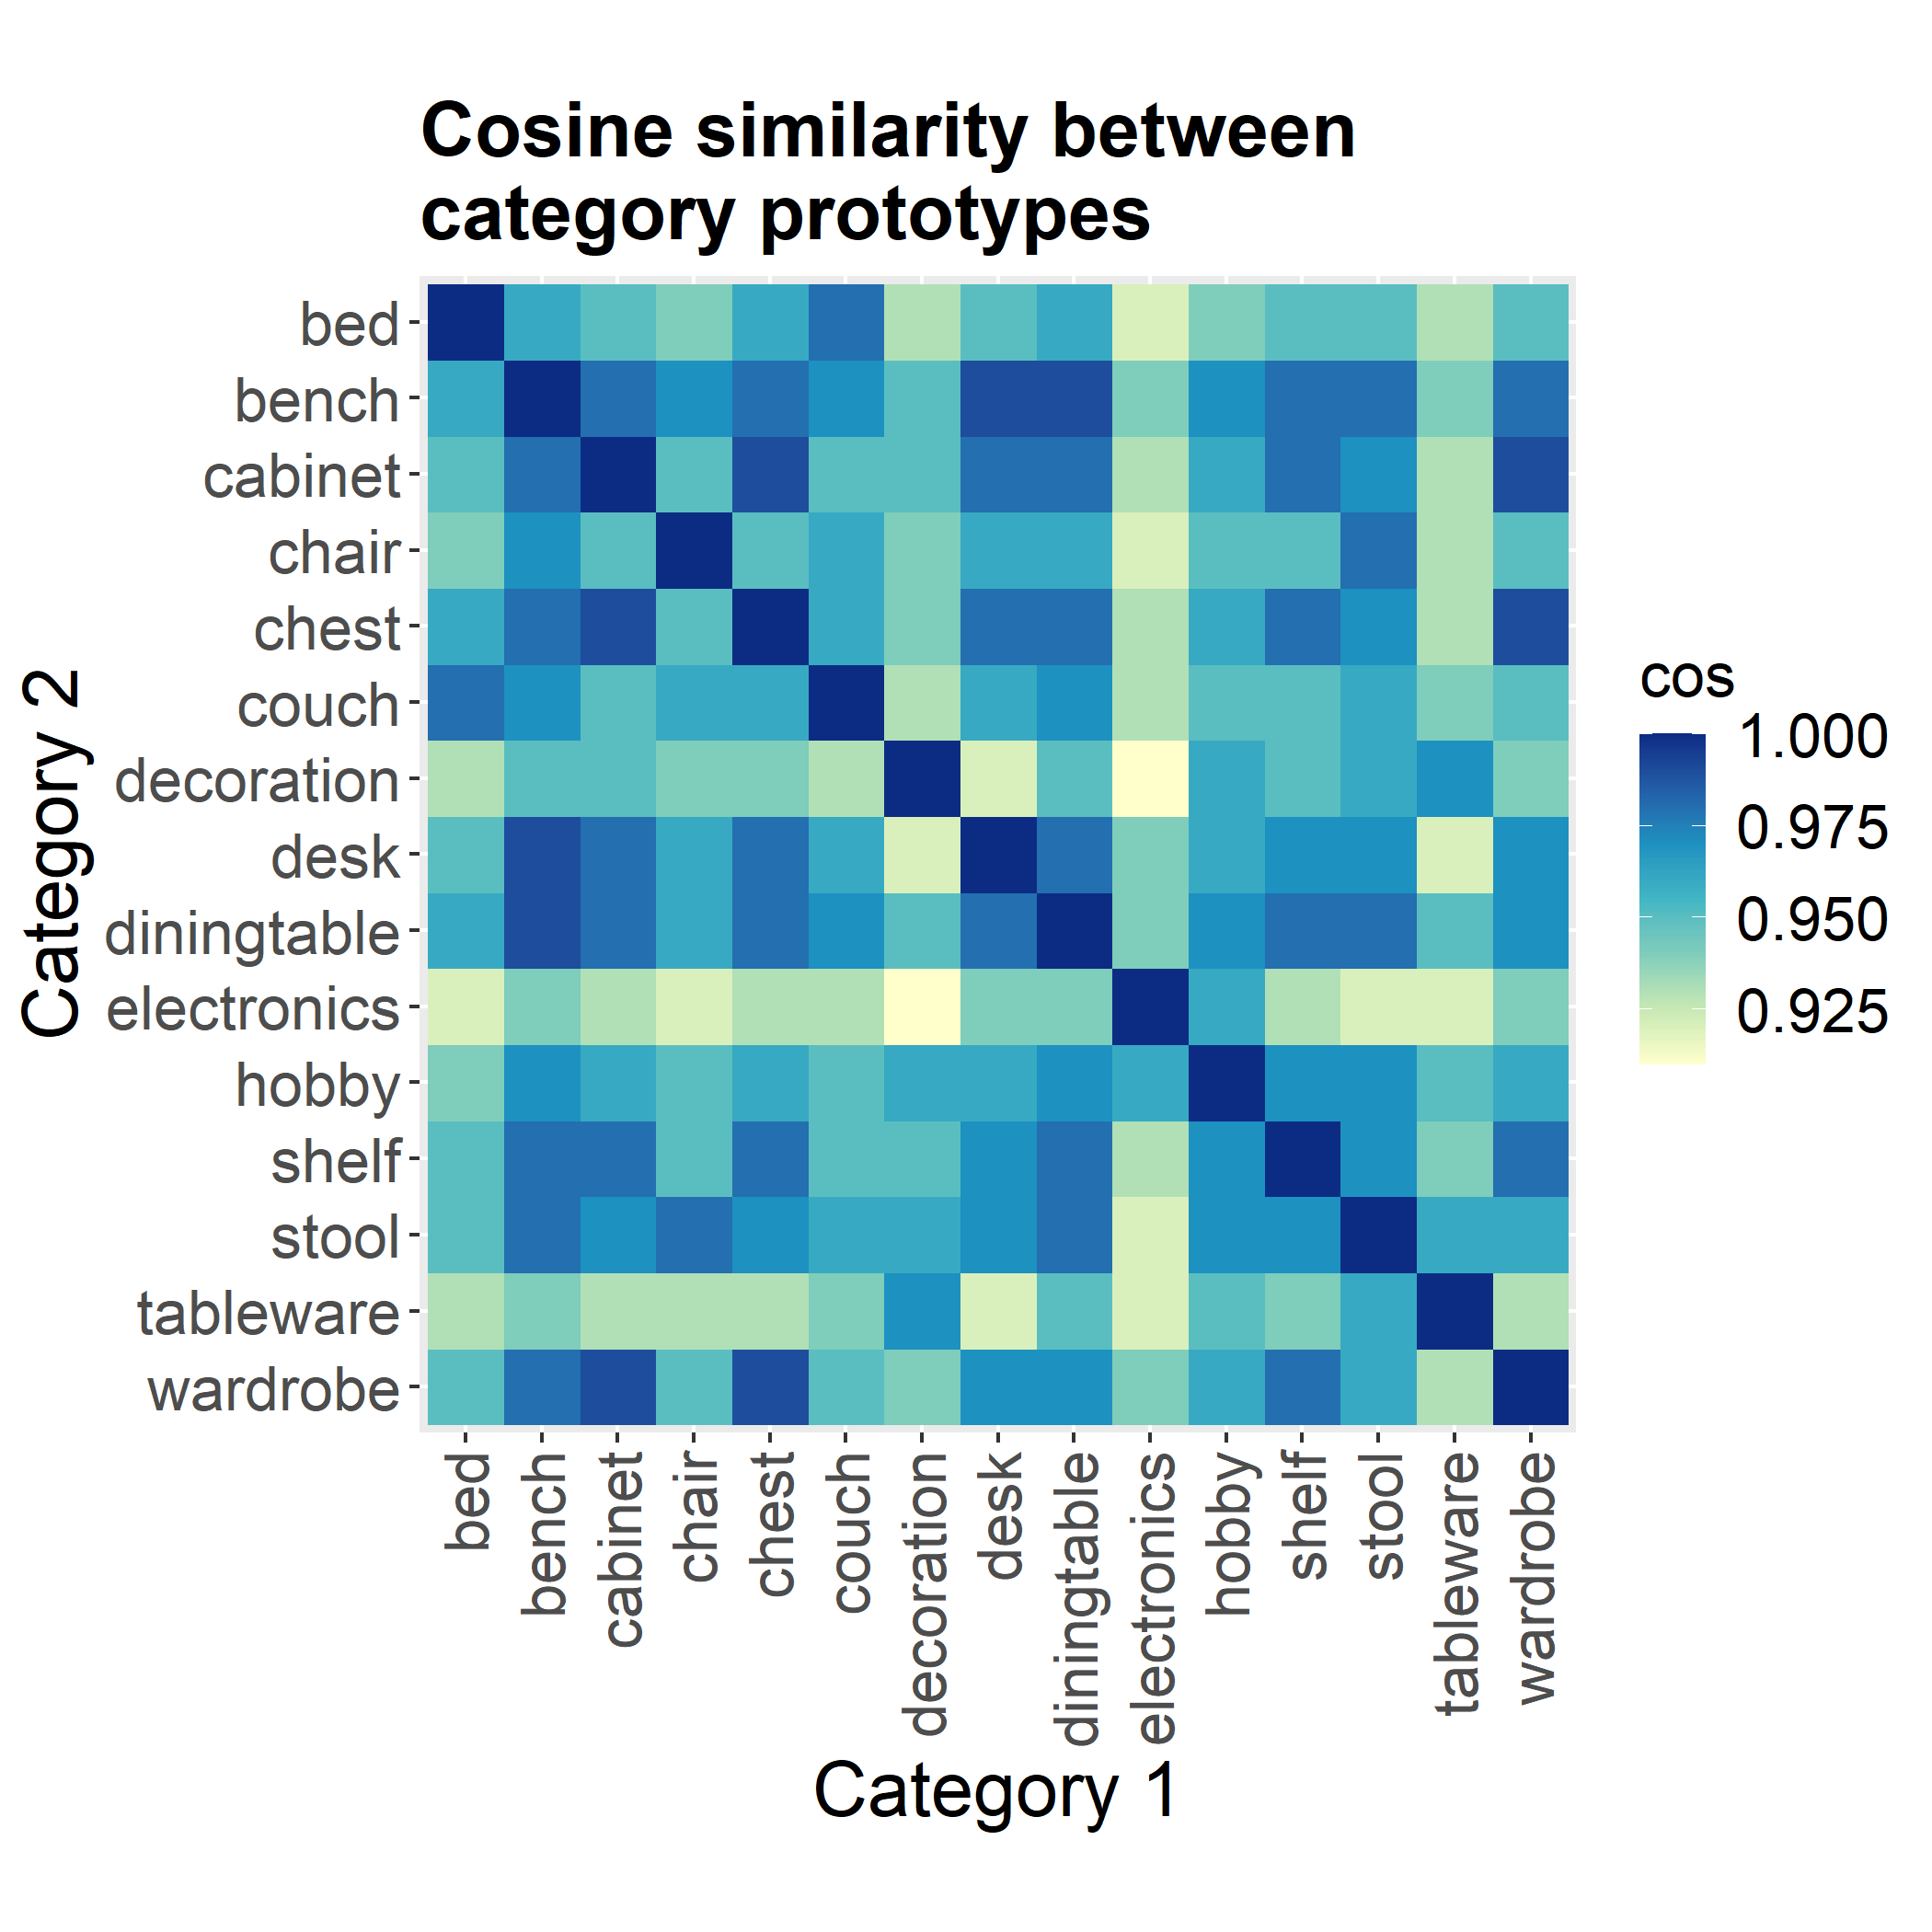 Cosine similarity between
category prototypes
Category 2
bed
bench
cabinet
chair
chest
couch
decoration
desk
diningtable
electronics
hobby
shelf
stool
tableware
wardrobe
bed
bench
cabinet
chair
chest
couch
decoration
desk
diningtable
electronics
hobby
shelf
stool
tableware
wardrobe
Category 1
cos
1.000
0.975
0.950
0.925